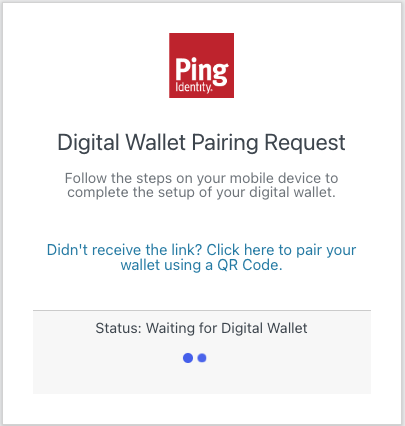 Ping
Identity.
Digital Wallet Pairing Request
Follow the steps on your mobile device to
complete the setup of your digital wallet.
Didn't receive the link? Click here to pair your
wallet using a QR Code.
Status: Waiting for Digital Wallet